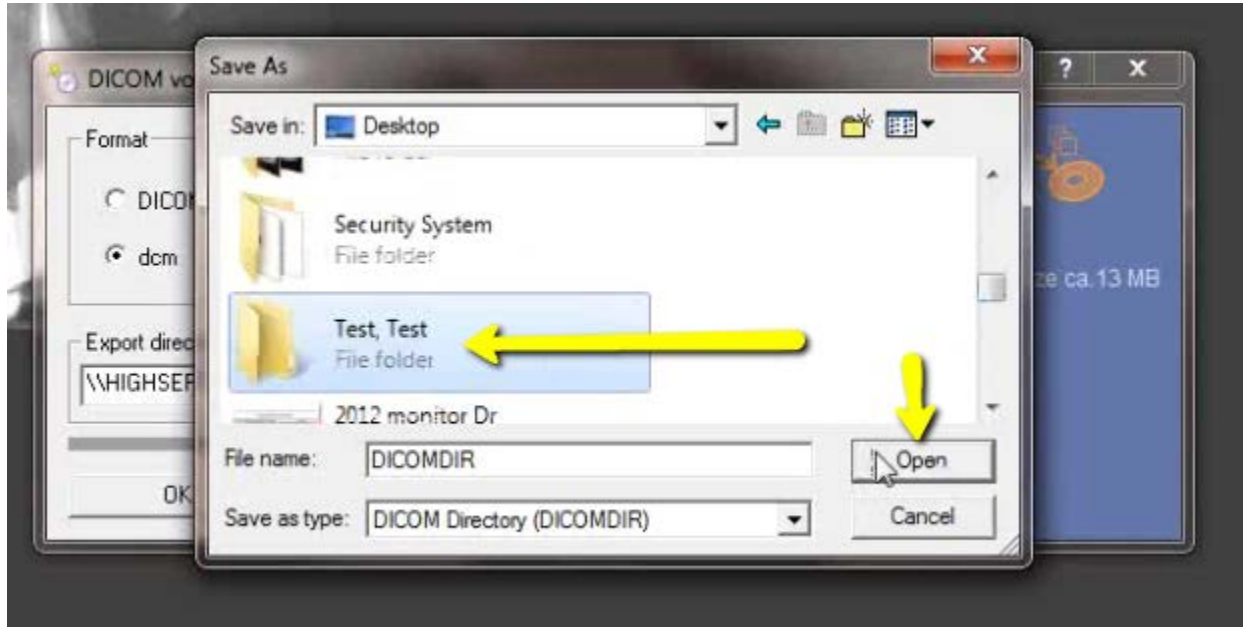 DICOM vo
Save As
? X
Save in: Desktop
Format
DICOM
dcm
Security System
File folder
Test, Test
File folder
2012 monitor Dr
ze ca.13 MB
Export direc
\\HIGHSER
File name: DICOMDIR
Open
OK
Save as type: DICOM Directory (DICOMDIR)
Cancel